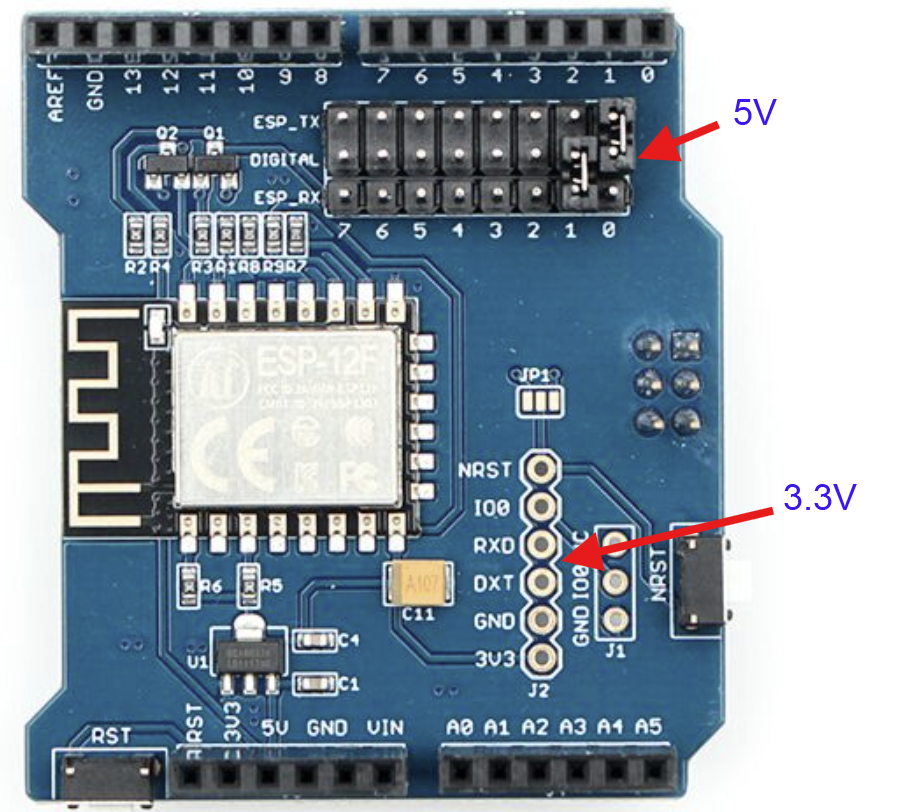 AREF GND 13 12 11 10 9 8 7 6 5 4 3 2 1 0
5V
ESP_TX
Q2 Q1
DIGITAL
ESP_RX
7 6 5 4 3 2 1 0
R2 R4 R3 R1 R8 R9 R7
ESP-12F
JP1
CE FC
NRST
3.3V
IO0
RXD
DXT
GND
3V3
J2
IO0
GND
J1
NRST
R6 R5
A107
C11
U1
C4
C1
RST
3V3 5V GND VIN A0 A1 A2 A3 A4 A5